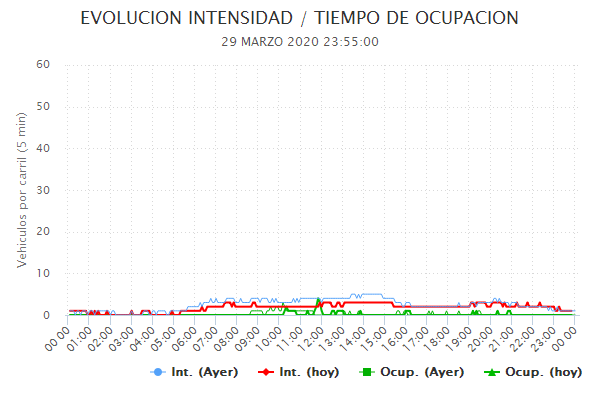 EVOLUCION INTENSIDAD / TIEMPO DE OCUPACION
29 MARZO 2020 23:55:00
Vehiculos por carril (5 min)
60
50
40
30
20
10
0
00:00 01:00 02:00 03:00 04:00 05:00 06:00 07:00 08:00 09:00 10:00 11:00 12:00 13:00 14:00 15:00 16:00 17:00 18:00 19:00 20:00 21:00 22:00 23:00 00:00
Int. (Ayer) Int. (hoy) Ocup. (Ayer) Ocup. (hoy)